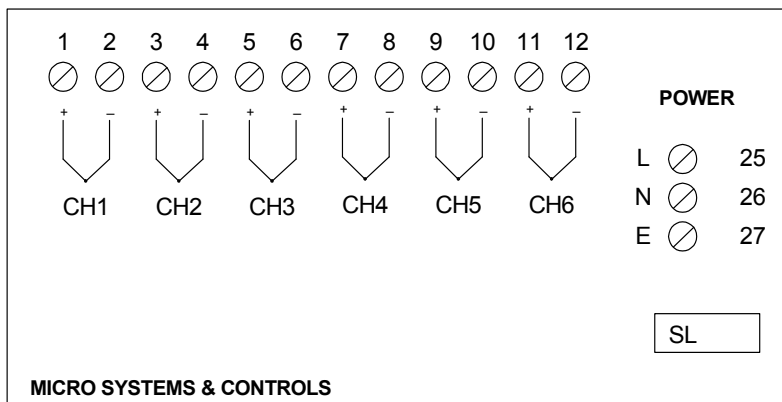 1 2 3 4 5 6 7 8 9 10 11 12
+ – + – + – + – + – + –
CH1 CH2 CH3 CH4 CH5 CH6
POWER
L 25
N 26
E 27
SL
MICRO SYSTEMS & CONTROLS